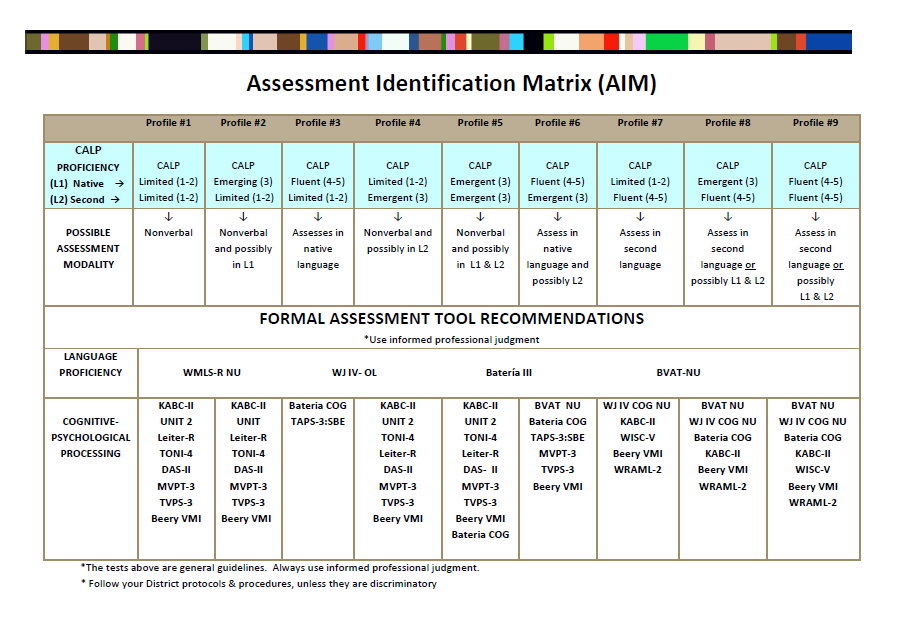 Assessment Identification Matrix (AIM)
Profile #1 Profile #2 Profile #3 Profile #4 Profile #5 Profile #6 Profile #7 Profile #8 Profile #9
CALP
PROFICIENCY CALP CALP CALP CALP CALP CALP CALP CALP CALP
(L1) Native → Limited (1-2) Emerging (3) Fluent (4-5) Limited (1-2) Emergent (3) Fluent (4-5) Limited (1-2) Emergent (3) Fluent (4-5)
(L2) Second → Limited (1-2) Limited (1-2) Limited (1-2) Emergent (3) Emergent (3) Emergent (3) Fluent (4-5) Fluent (4-5) Fluent (4-5)
↓ ↓ ↓ ↓ ↓ ↓ ↓ ↓ ↓
POSSIBLE Nonverbal Nonverbal Assesses in Nonverbal and Nonverbal Assess in Assess in Assess in Assess in
ASSESSMENT and possibly native possibly in L2 and possibly native second second second
MODALITY in L1 language in L1 & L2 language and language language or language or
possibly L2 possibly L1 & L2 possibly
L1 & L2
FORMAL ASSESSMENT TOOL RECOMMENDATIONS
*Use informed professional judgment
LANGUAGE
PROFICIENCY WMLS-R NU WJ IV- OL Batería III BVAT-NU
KABC-II KABC-II Bateria COG KABC-II KABC-II BVAT NU WJ IV COG NU BVAT NU BVAT NU
COGNITIVE- UNIT 2 UNIT TAPS-3:SBE UNIT 2 UNIT 2 Bateria COG KABC-II WJ IV COG NU WJ IV COG NU
PSYCHOLOGICAL Leiter-R Leiter-R TONI-4 TONI-4 TAPS-3:SBE WISC-V Bateria COG Bateria COG
PROCESSING TONI-4 TONI-4 Leiter-R Leiter-R MVPT-3 Beery VMI KABC-II KABC-II
DAS-II DAS-II DAS-II DAS- II TVPS-3 WRAML-2 Beery VMI WISC-V
MVPT-3 MVPT-3 MVPT-3 MVPT-3 Beery VMI WRAML-2 Beery VMI
TVPS-3 TVPS-3 TVPS-3 TVPS-3 WRAML-2
Beery VMI Beery VMI Beery VMI Beery VMI
Bateria COG
*The tests above are general guidelines. Always use informed professional judgment.
* Follow your District protocols & procedures, unless they are discriminatory